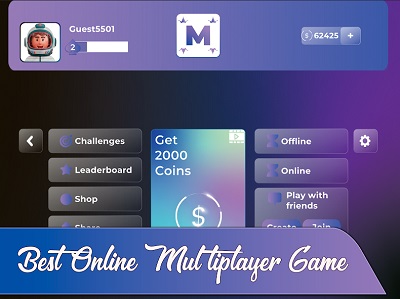 Guest5501
2
M
$ 62425 +
Challenges
Leaderboard
Shop
Share
Get
2000
Coins
$
Offline
Online
Play with
friends
Create Join
Best Online Multiplayer Game